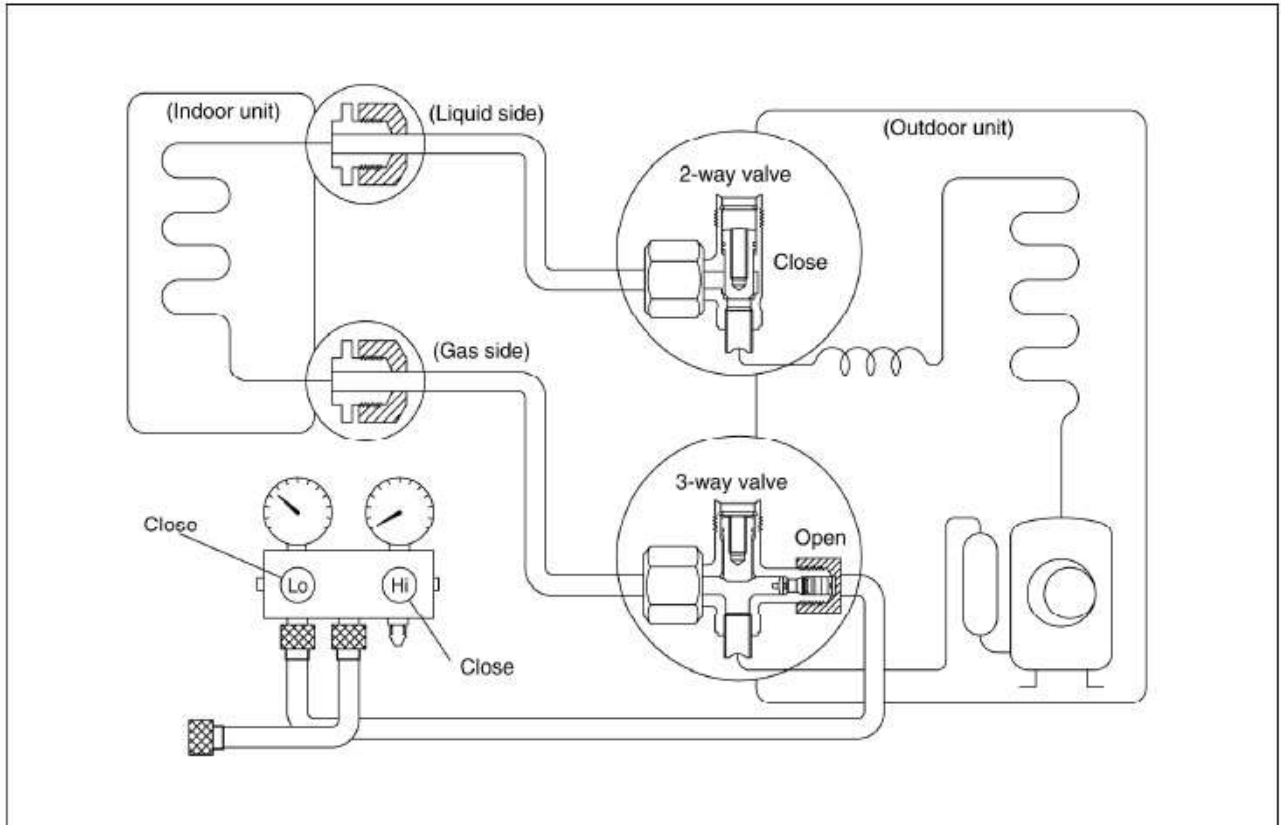 (Indoor unit)
(Liquid side)
(Outdoor unit)
2-way valve
Close
(Gas side)
3-way valve
Open
Close
Lo
Hi
Close